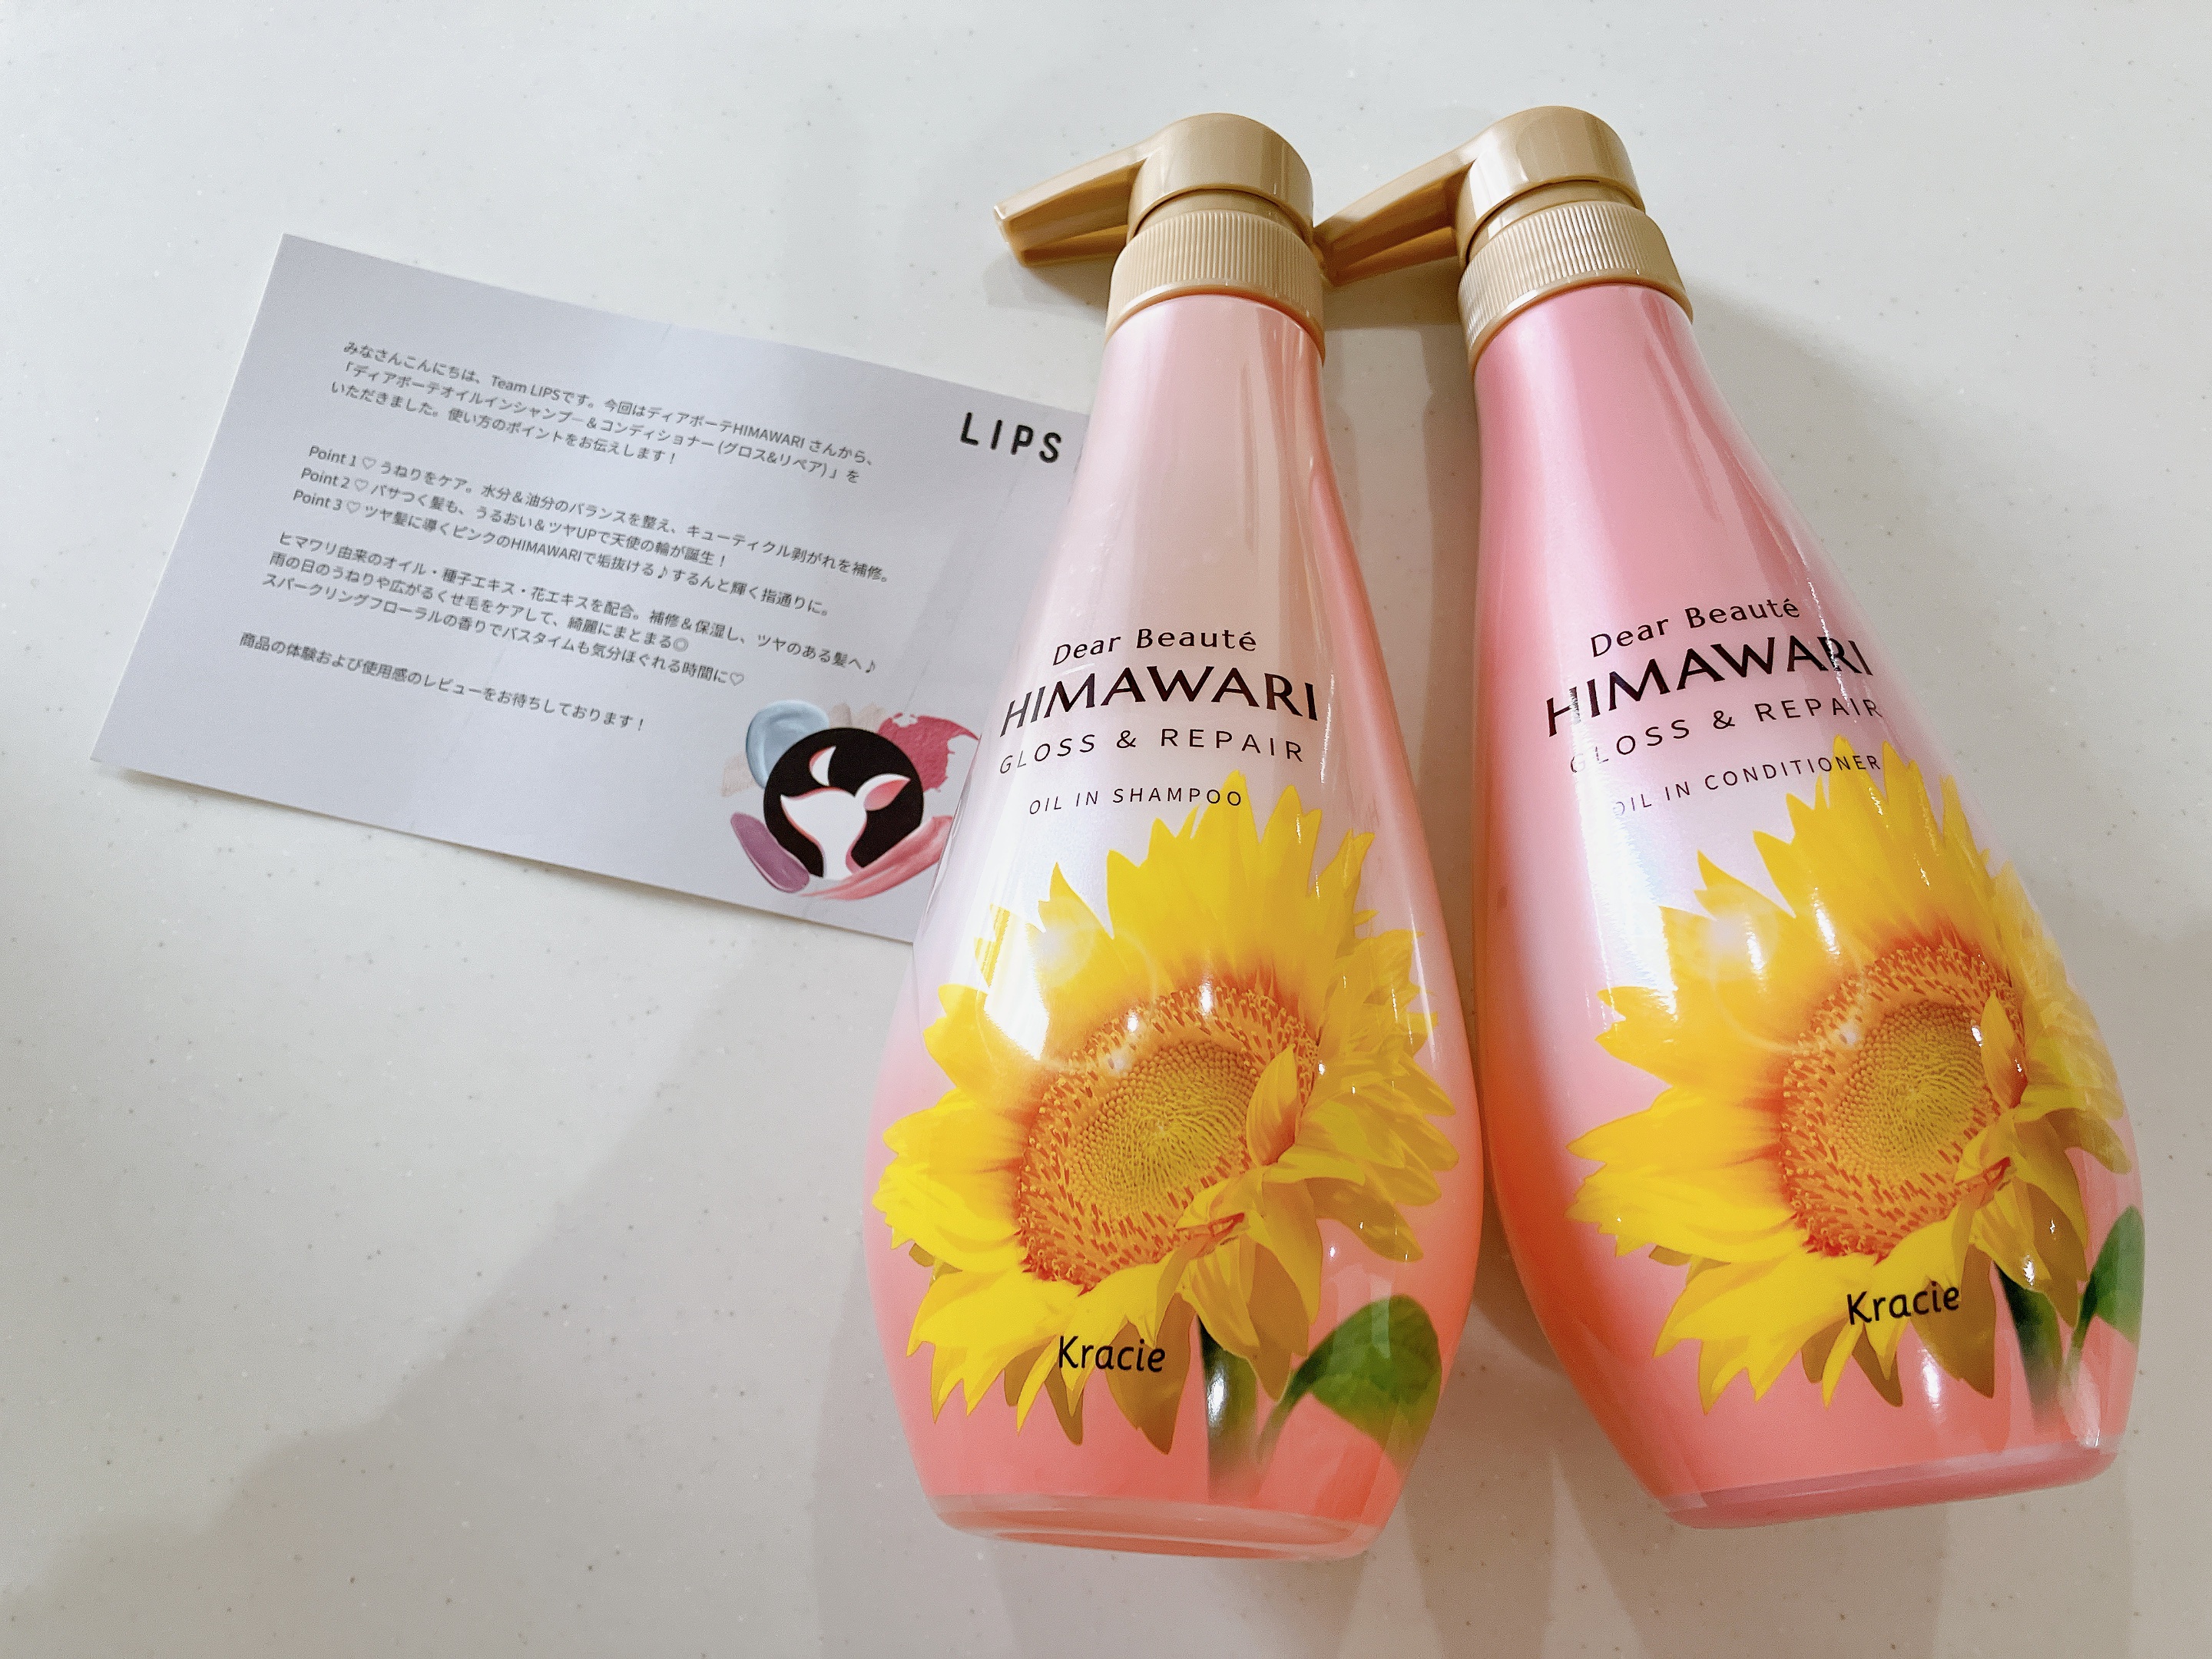 LIPS
みなさんこんにちは、Team LIPSです。今回はディアボーテHIMAWARI さんから、
「ディアボーテオイルインシャンプー＆コンディショナー (グロス&リペア) 」を
いただきました。使い方のポイントをお伝えします！
Point 1 ♡ うねりをケア。水分＆油分のバランスを整え、キューティクル剥がれを補修。
Point 2 ♡ パサつく髪も、うるおい＆ツヤUPで天使の輪が誕生！
Point 3 ♡ ツヤ髪に導くピンクのHIMAWARIで垢抜ける♪するんと輝く指通りに。
ヒマワリ由来のオイル・種子エキス・花エキスを配合。補修＆保湿し、ツヤのある髪へ♪
雨の日のうねりや広がるくせ毛をケアして、綺麗にまとまる◎
スパークリングフローラルの香りでバスタイムも気分ほぐれる時間に♡
商品の体験および使用感のレビューをお待ちしております！
Dear Beauté
HIMAWARI
GLOSS & REPAIR
OIL IN SHAMPOO
Kracie
Dear Beauté
HIMAWARI
GLOSS & REPAIR
OIL IN CONDITIONER
Kracie